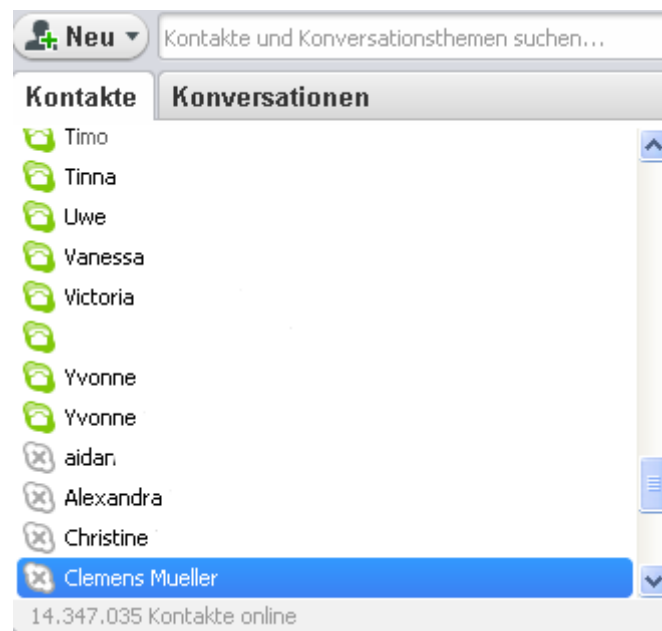 Neu
Kontakte und Konversationsthemen suchen...
Kontakte Konversationen
Timo
Tinna
Uwe
Vanessa
Victoria
Yvonne
Yvonne
aidan
Alexandra
Christine
Clemens Mueller
14.347.035 Kontakte online